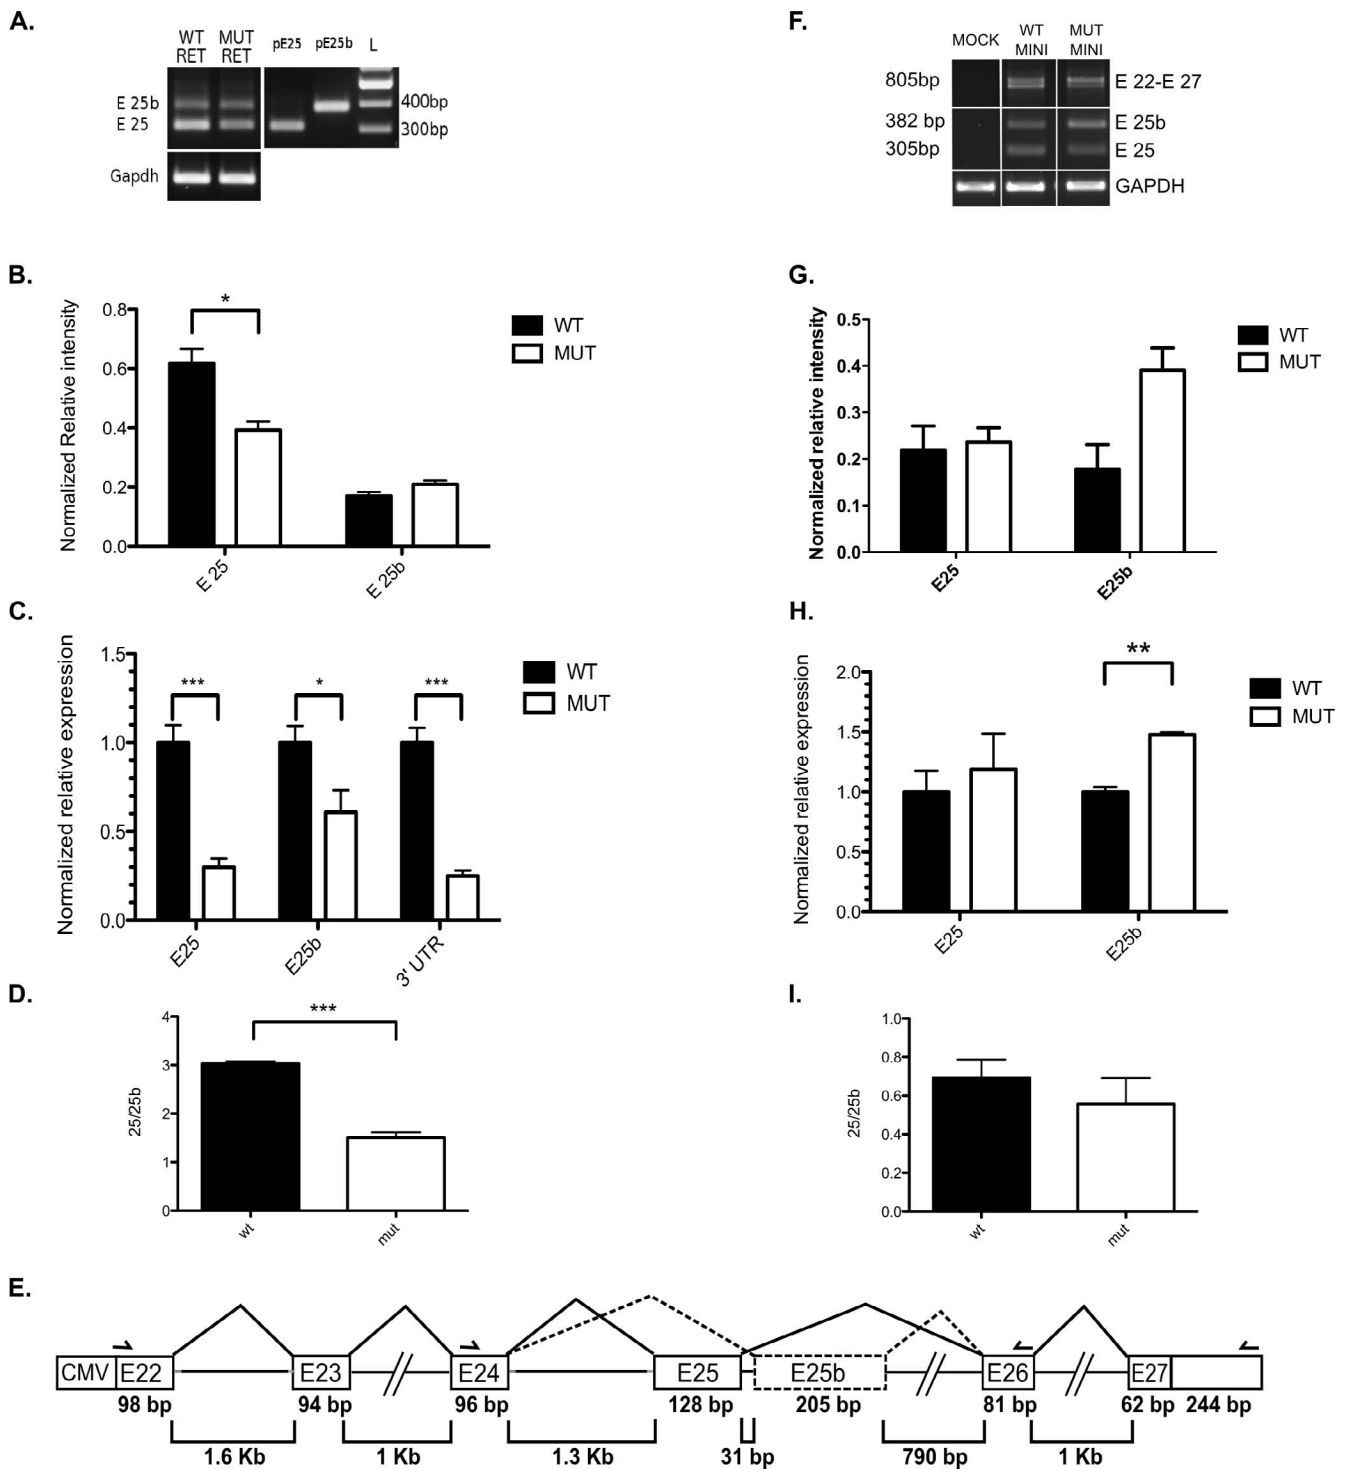 A.
WT MUT pE25 pE25b L
RET RET
E 25b
E 25
400bp
300bp
Gapdh
F.
MOCK WT MUT
MINI MINI
805bp E 22-E 27
382 bp E 25b
305bp E 25
GAPDH
B.
Normalized Relative intensity
0.8
0.6
0.4
0.2
0.0
*
WT
MUT
E 25 E 25b
G.
Normalized relative intensity
0.5
0.4
0.3
0.2
0.1
0.0
WT
MUT
E25 E25b
C.
Normalized relative expression
1.5
1.0
0.5
0.0
*** * ***
WT
MUT
E25 E25b 3' UTR
H.
Normalized relative expression
2.0
1.5
1.0
0.5
0.0
**
WT
MUT
E25 E25b
D.
25/25b
4
3
2
1
0
***
wt mut
I.
25/25b
1.0
0.8
0.6
0.4
0.2
0.0
wt mut
E.
CMV E22 E23 E24 E25 E25b E26 E27
98 bp 94 bp 96 bp 128 bp 205 bp 81 bp 62 bp 244 bp
1.6 Kb 1 Kb 1.3 Kb 31 bp 790 bp 1 Kb